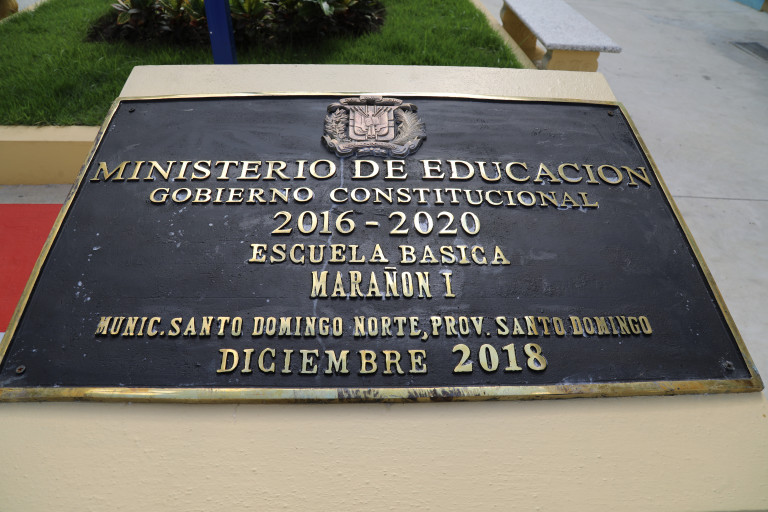 MINISTERIO DE EDUCACION
GOBIERNO CONSTITUCIONAL
2016 - 2020
ESCUELA BASICA
MARAÑON I
MUNIC. SANTO DOMINGO NORTE, PROV. SANTO DOMINGO
DICIEMBRE 2018